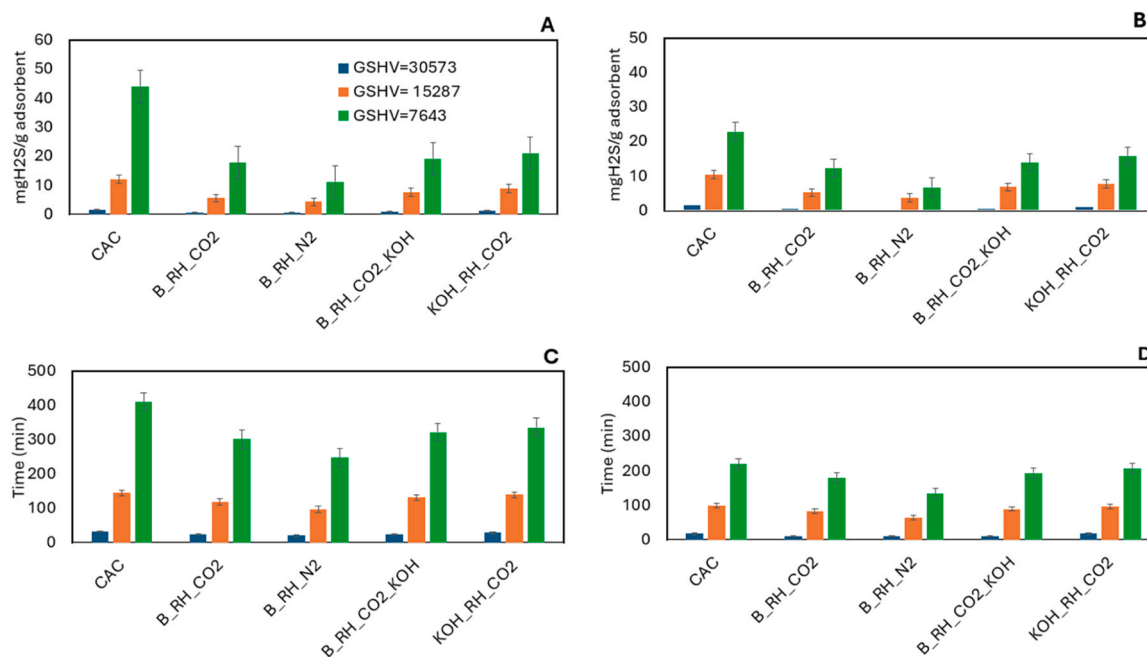 A
mgH2S/g adsorbent
60
50
40
30
20
10
0
GSHV=30573
GSHV= 15287
GSHV=7643
CAC
B_RH_CO2
B_RH_N2
B_RH_CO2_KOH
KOH_RH_CO2
B
mgH2S/g adsorbent
50
40
30
20
10
0
CAC
B_RH_CO2
B_RH_N2
B_RH_CO2_KOH
KOH_RH_CO2
C
Time (min)
500
400
300
200
100
0
CAC
B_RH_CO2
B_RH_N2
B_RH_CO2_KOH
KOH_RH_CO2
D
Time (min)
500
400
300
200
100
0
CAC
B_RH_CO2
B_RH_N2
B_RH_CO2_KOH
KOH_RH_CO2